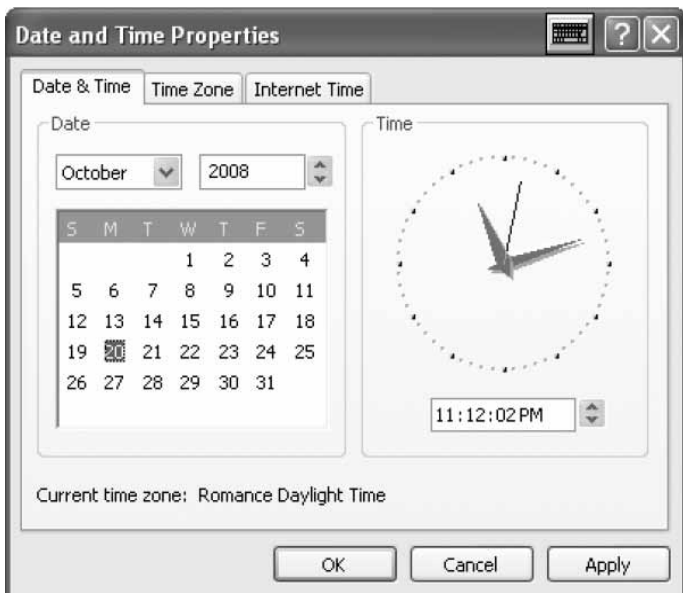 Date and Time Properties
Date & Time Time Zone Internet Time
Date
October 2008
S M T W T F S
1 2 3 4
5 6 7 8 9 10 11
12 13 14 15 16 17 18
19 20 21 22 23 24 25
26 27 28 29 30 31
Time
11:12:02 PM
Current time zone: Romance Daylight Time
OK Cancel Apply